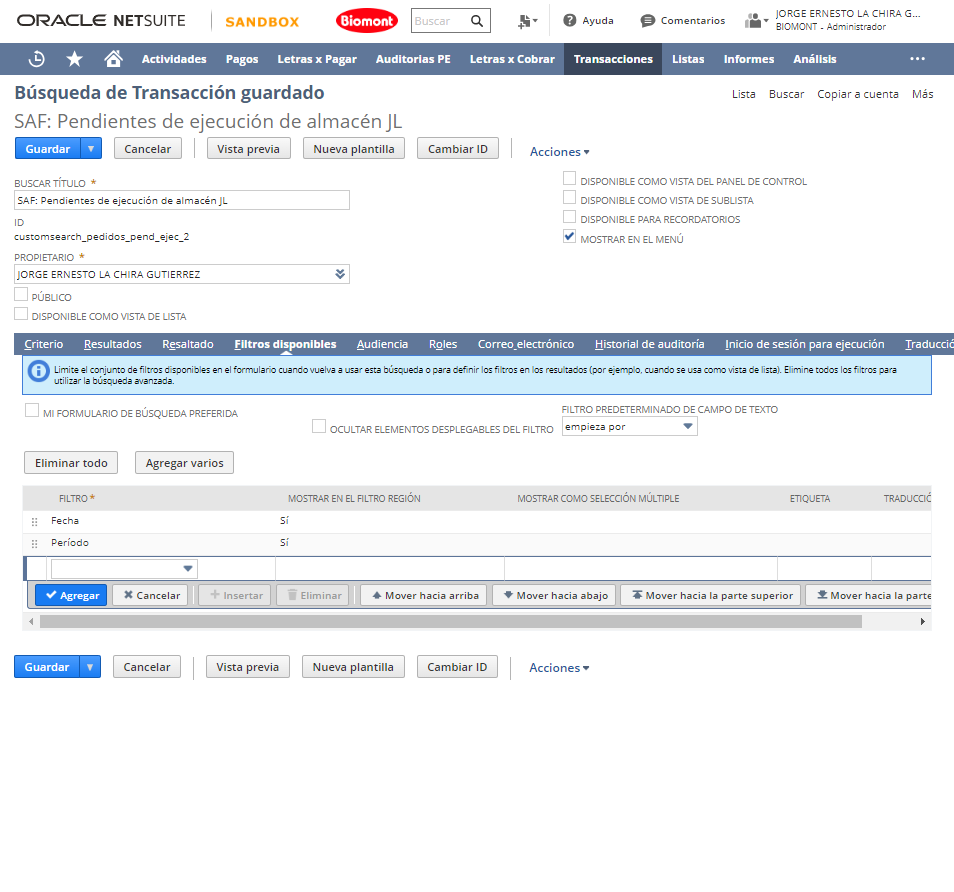 ORACLE NETSUITE
SANDBOX
Biomont
Buscar
Ayuda
Comentarios
JORGE ERNESTO LA CHIRA G...
BIOMONT - Administrador
Actividades Pagos Letras x Pagar Auditorias PE Letras x Cobrar Transacciones Listas Informes Análisis
Búsqueda de Transacción guardado
Lista Buscar Copiar a cuenta Más
SAF: Pendientes de ejecución de almacén JL
Guardar Cancelar Vista previa Nueva plantilla Cambiar ID Acciones
BUSCAR TÍTULO *
SAF: Pendientes de ejecución de almacén JL
ID
customsearch_pedidos_pend_ejec_2
PROPIETARIO *
JORGE ERNESTO LA CHIRA GUTIERREZ
PÚBLICO
DISPONIBLE COMO VISTA DE LISTA
DISPONIBLE COMO VISTA DEL PANEL DE CONTROL
DISPONIBLE COMO VISTA DE SUBLISTA
DISPONIBLE PARA RECORDATORIOS
MOSTRAR EN EL MENÚ
Criterio Resultados Resaltado Filtros disponibles Audiencia Roles Correo electrónico Historial de auditoría Inicio de sesión para ejecución Traducció
Limite el conjunto de filtros disponibles en el formulario cuando vuelva a usar esta búsqueda o para definir los filtros en los resultados (por ejemplo, cuando se usa como vista de lista). Elimine todos los filtros para
utilizar la búsqueda avanzada.
MI FORMULARIO DE BÚSQUEDA PREFERIDA
OCULTAR ELEMENTOS DESPLEGABLES DEL FILTRO
FILTRO PREDETERMINADO DE CAMPO DE TEXTO
empieza por
Eliminar todo Agregar varios
FILTRO * MOSTRAR EN EL FILTRO REGIÓN MOSTRAR COMO SELECCIÓN MÚLTIPLE ETIQUETA TRADUCCIÓ
Fecha Sí
Período Sí
Agregar Cancelar Insertar Eliminar Mover hacia arriba Mover hacia abajo Mover hacia la parte superior Mover hacia la parte
Guardar Cancelar Vista previa Nueva plantilla Cambiar ID Acciones